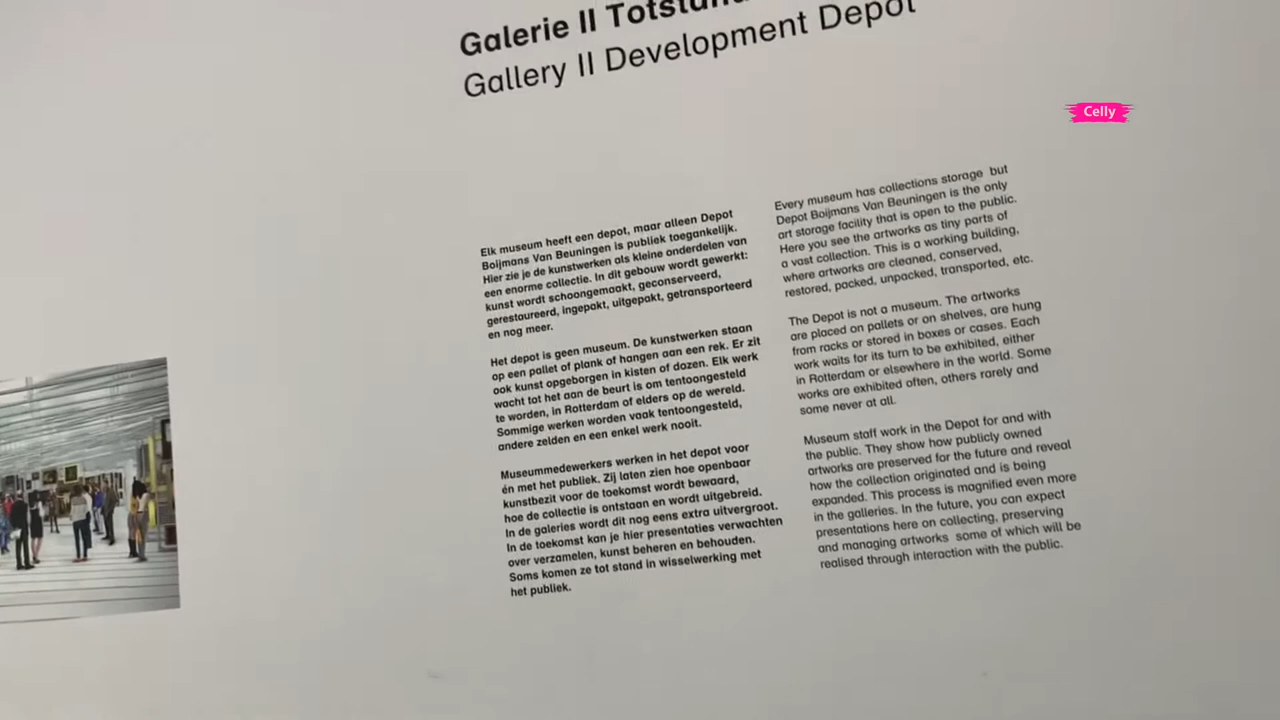 Galerie II
Gallery II Development Depot
Celly
Elk museum heeft een depot, maar alleen Depot
Boijmans Van Beuningen is publiek toegankelijk.
Hier zie je de kunstwerken als kleine onderdelen van
een enorme collectie. In dit gebouw wordt gewerkt:
kunst wordt schoongemaakt, geconserveerd,
gerestaureerd, ingepakt, uitgepakt, getransporteerd
en nog meer.
Het depot is geen museum. De kunstwerken staan
op een pallet of plank of hangen aan een rek. Er zit
ook kunst opgeborgen in kisten of dozen. Elk werk
wacht tot het aan de beurt is om tentoongesteld
te worden, in Rotterdam of elders op de wereld.
Sommige werken worden vaak tentoongesteld,
andere zelden en een enkel werk nooit.
Museummedewerkers werken in het depot voor
én met het publiek. Zij laten zien hoe openbaar
kunstbezit voor de toekomst wordt bewaard,
hoe de collectie is ontstaan en wordt uitgebreid.
In de galeries wordt dit nog eens extra uitvergroot.
In de toekomst kan je hier presentaties verwachten
over verzamelen, kunst beheren en behouden.
Soms komen ze tot stand in wisselwerking met
het publiek.
Every museum has collections storage but
Depot Boijmans Van Beuningen is the only
art storage facility that is open to the public.
Here you see the artworks as tiny parts of
a vast collection. This is a working building,
where artworks are cleaned, conserved,
restored, packed, unpacked, transported, etc.
The Depot is not a museum. The artworks
are placed on pallets or on shelves, are hung
from racks or stored in boxes or cases. Each
work waits for its turn to be exhibited, either
in Rotterdam or elsewhere in the world. Some
works are exhibited often, others rarely and
some never at all.
Museum staff work in the Depot for and with
the public. They show how publicly owned
artworks are preserved for the future and reveal
how the collection originated and is being
expanded. This process is magnified even more
in the galleries. In the future, you can expect
presentations here on collecting, preserving
and managing artworks some of which will be
realised through interaction with the public.